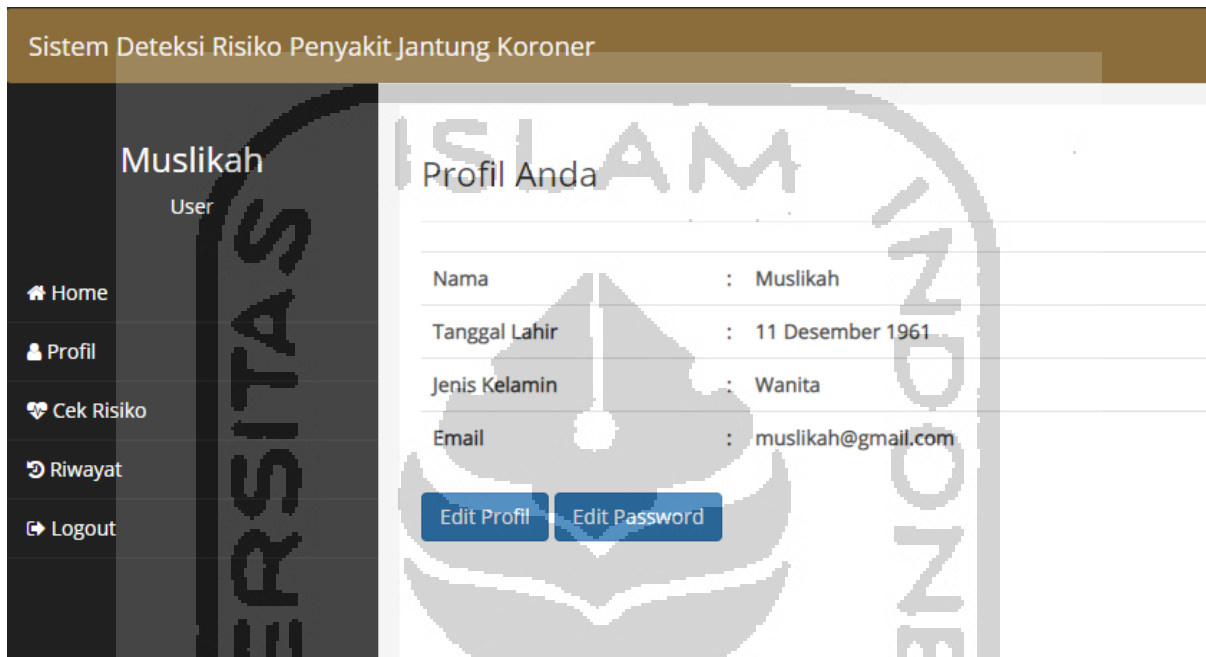 Sistem Deteksi Risiko Penyakit Jantung Koroner
Muslikah
User
Home
Profil
Cek Risiko
Riwayat
Logout
Profil Anda
Nama : Muslikah
Tanggal Lahir : 11 Desember 1961
Jenis Kelamin : Wanita
Email : muslikah@gmail.com
Edit Profil Edit Password
ISLAM